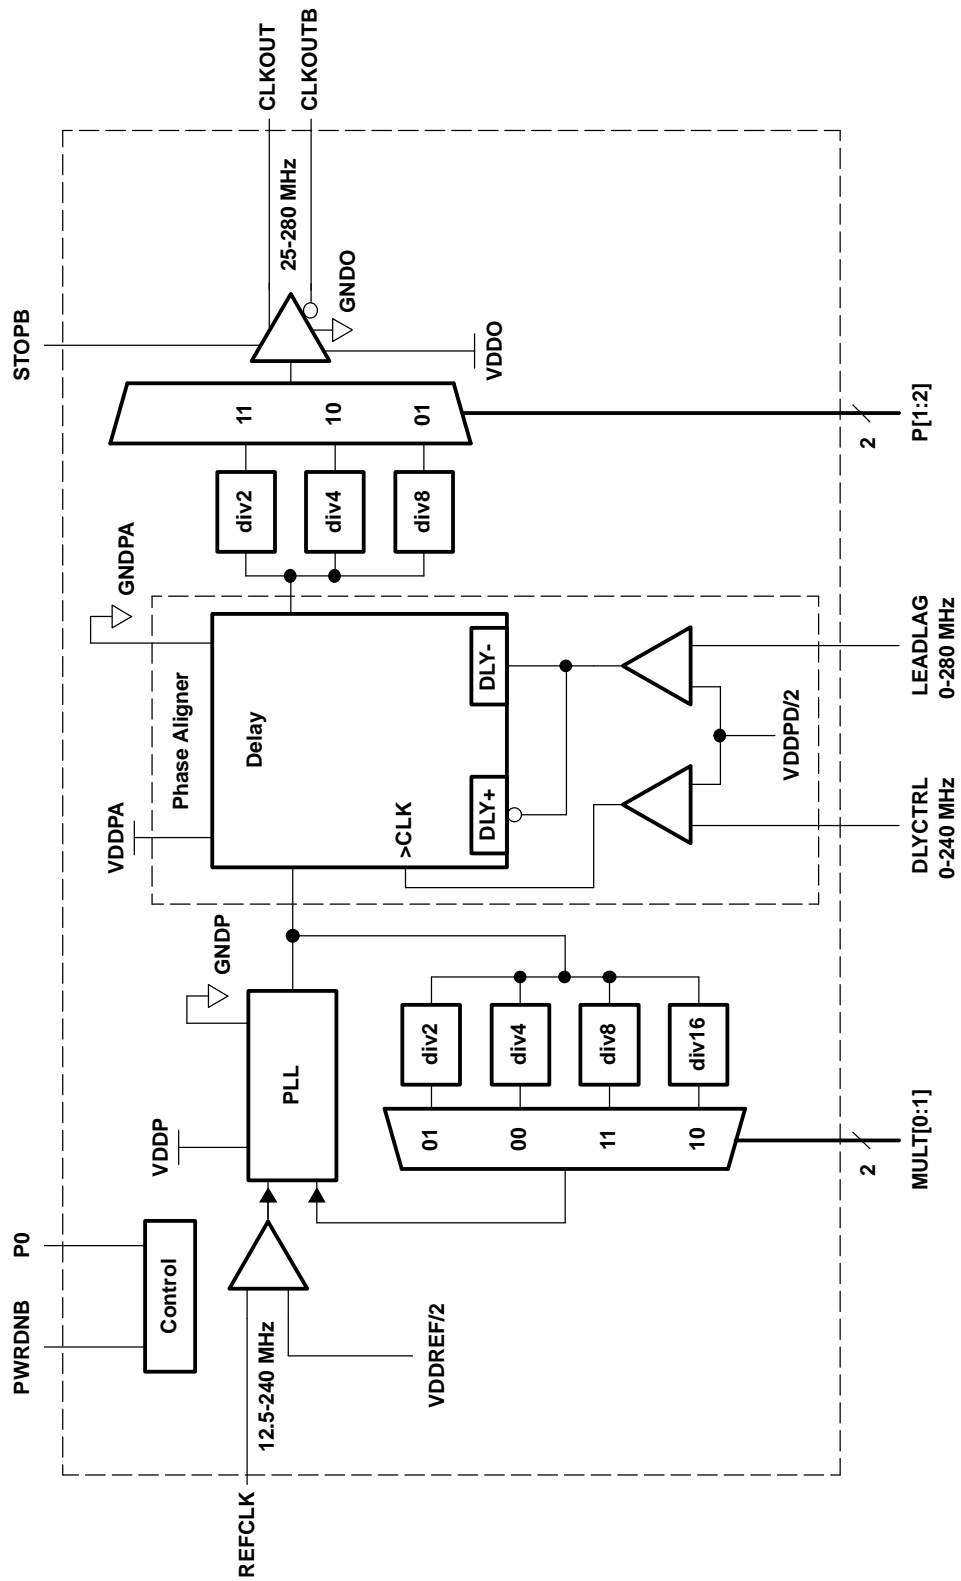 PWRDNB
P0
STOPB
Control
VDDP
GNDP
VDDPA
GNDPA
Phase Aligner
REFCLK
12.5-240 MHz
PLL
Delay
div2
11
CLKOUT
25-280 MHz
CLKOUTB
div4
10
GNDO
>CLK
div8
01
VDDREF/2
01
div2
DLY+
DLY-
VDDO
00
div4
11
div8
10
div16
VDDPD/2
2
2
MULT[0:1]
DLYCTRL
0-240 MHz
LEADLAG
0-280 MHz
P[1:2]